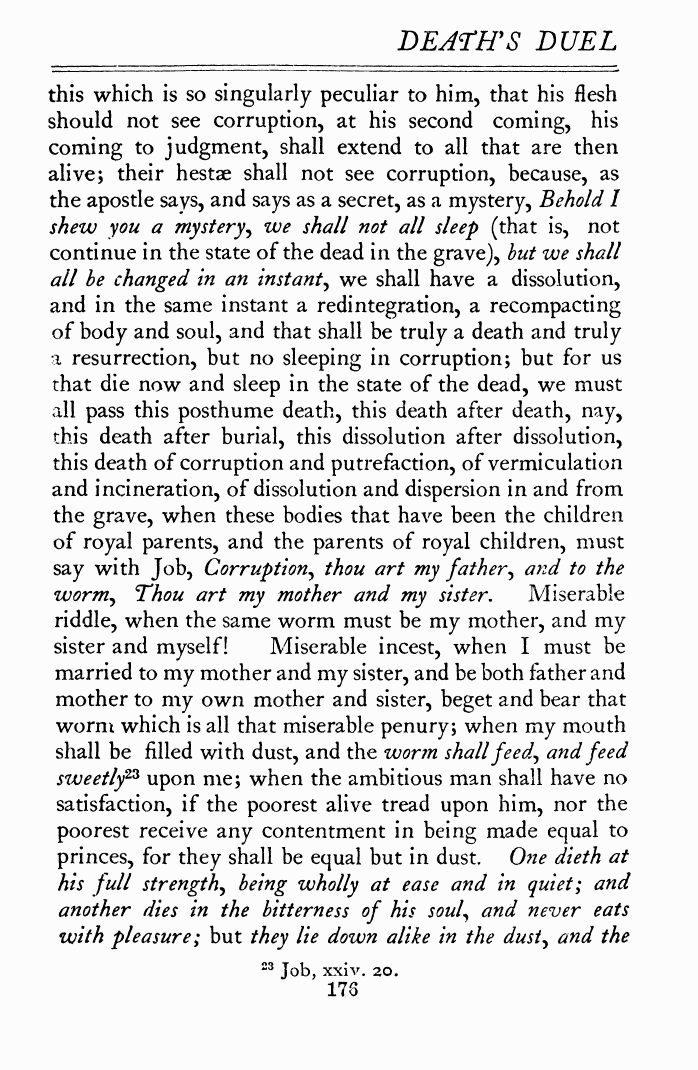 DEATH'S DUEL
this which is so singularly peculiar to him, that his flesh
should not see corruption, at his second coming, his
coming to judgment, shall extend to all that are then
alive; their hestæ shall not see corruption, because, as
the apostle says, and says as a secret, as a mystery, Behold I
shew you a mystery, we shall not all sleep (that is, not
continue in the state of the dead in the grave), but we shall
all be changed in an instant, we shall have a dissolution,
and in the same instant a redintegration, a recompacting
of body and soul, and that shall be truly a death and truly
a resurrection, but no sleeping in corruption; but for us
that die now and sleep in the state of the dead, we must
all pass this posthume death, this death after death, nay,
this death after burial, this dissolution after dissolution,
this death of corruption and putrefaction, of vermiculation
and incineration, of dissolution and dispersion in and from
the grave, when these bodies that have been the children
of royal parents, and the parents of royal children, must
say with Job, Corruption, thou art my father, and to the
worm, Thou art my mother and my sister. Miserable
riddle, when the same worm must be my mother, and my
sister and myself! Miserable incest, when I must be
married to my mother and my sister, and be both father and
mother to my own mother and sister, beget and bear that
worm which is all that miserable penury; when my mouth
shall be filled with dust, and the worm shall feed, and feed
sweetly²³ upon me; when the ambitious man shall have no
satisfaction, if the poorest alive tread upon him, nor the
poorest receive any contentment in being made equal to
princes, for they shall be equal but in dust. One dieth at
his full strength, being wholly at ease and in quiet; and
another dies in the bitterness of his soul, and never eats
with pleasure; but they lie down alike in the dust, and the
²³ Job, xxiv. 20.
176